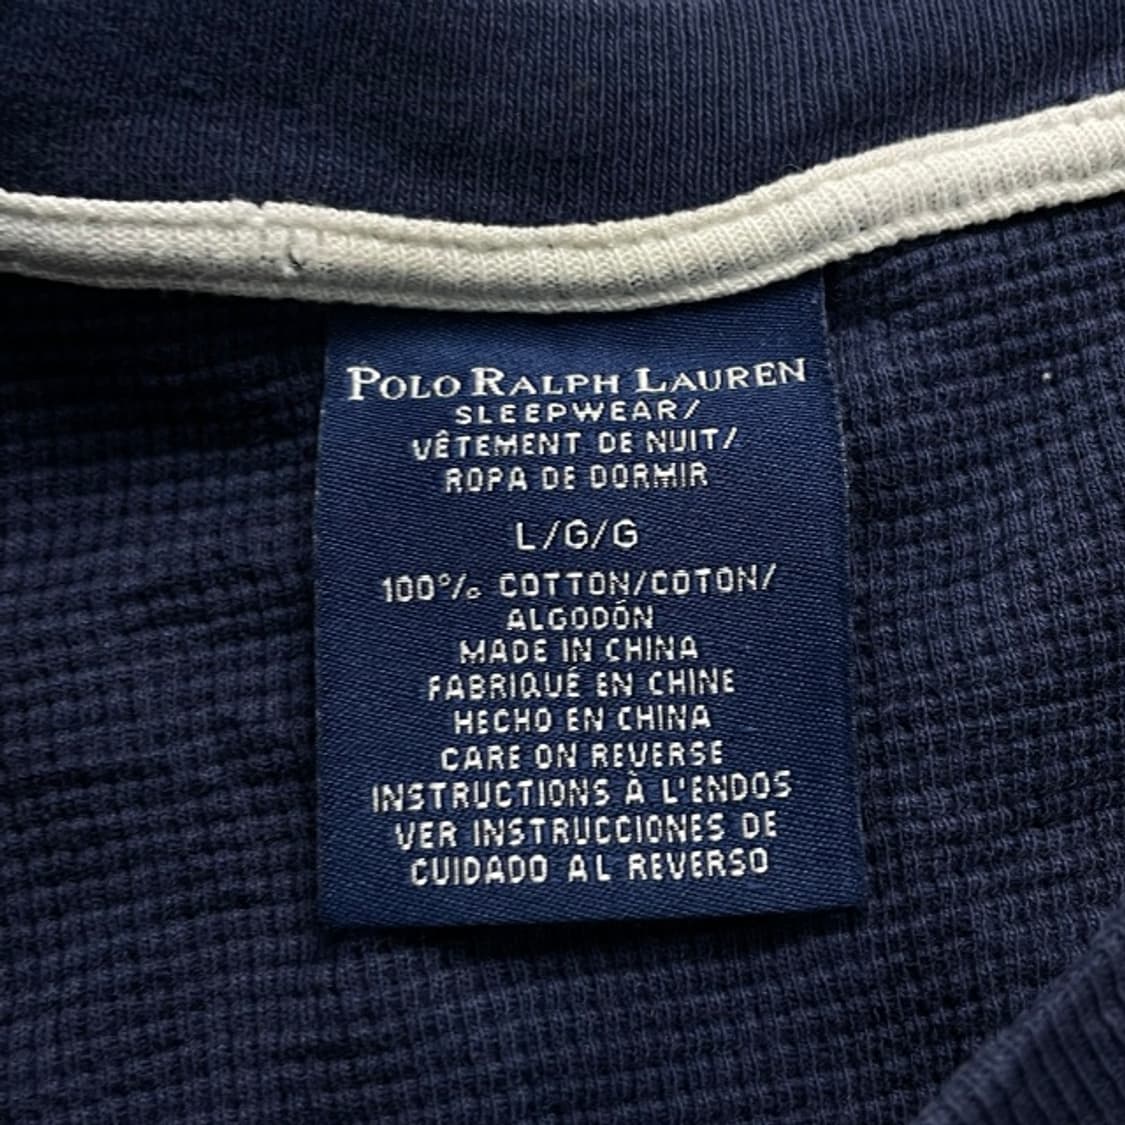 POLO RALPH LAUREN
SLEEPWEAR/
VÊTEMENT DE NUIT/
ROPA DE DORMIR
L/G/G
100% COTTON/COTON/
ALGODÓN
MADE IN CHINA
FABRIQUÉ EN CHINE
HECHO EN CHINA
CARE ON REVERSE
INSTRUCTIONS À L'ENDOS
VER INSTRUCCIONES DE
CUIDADO AL REVERSO